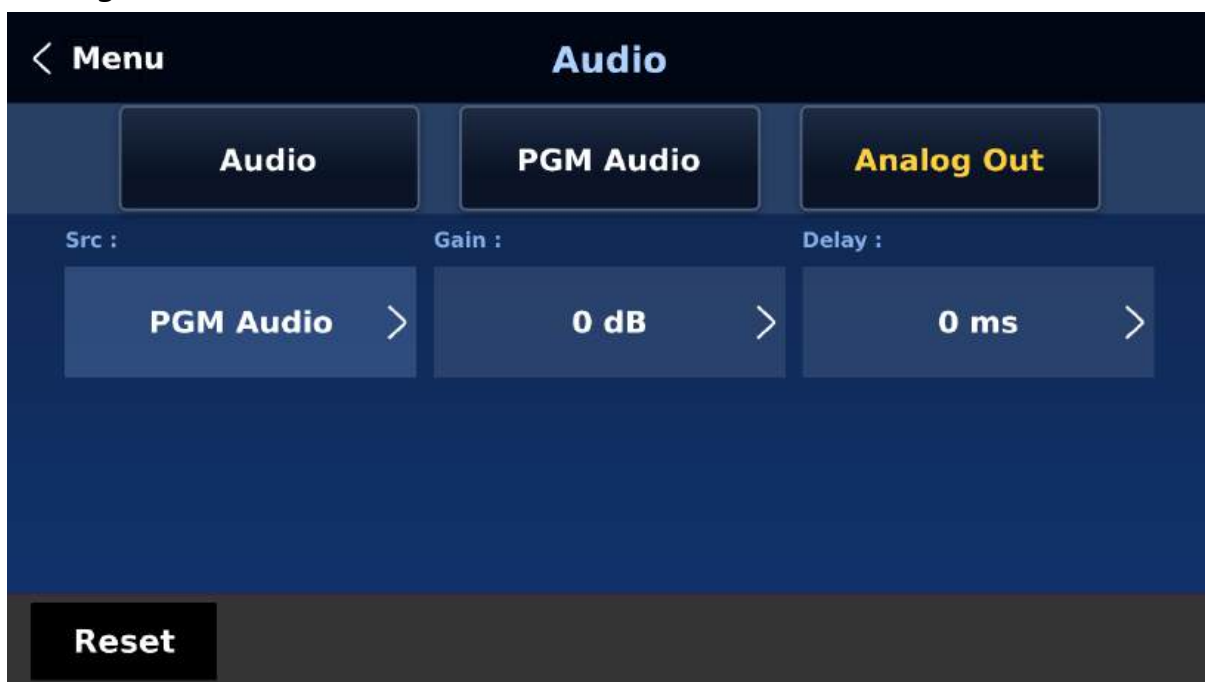 Menu
Audio
Audio
PGM Audio
Analog Out
Src :
Gain :
Delay :
PGM Audio
0 dB
0 ms
Reset